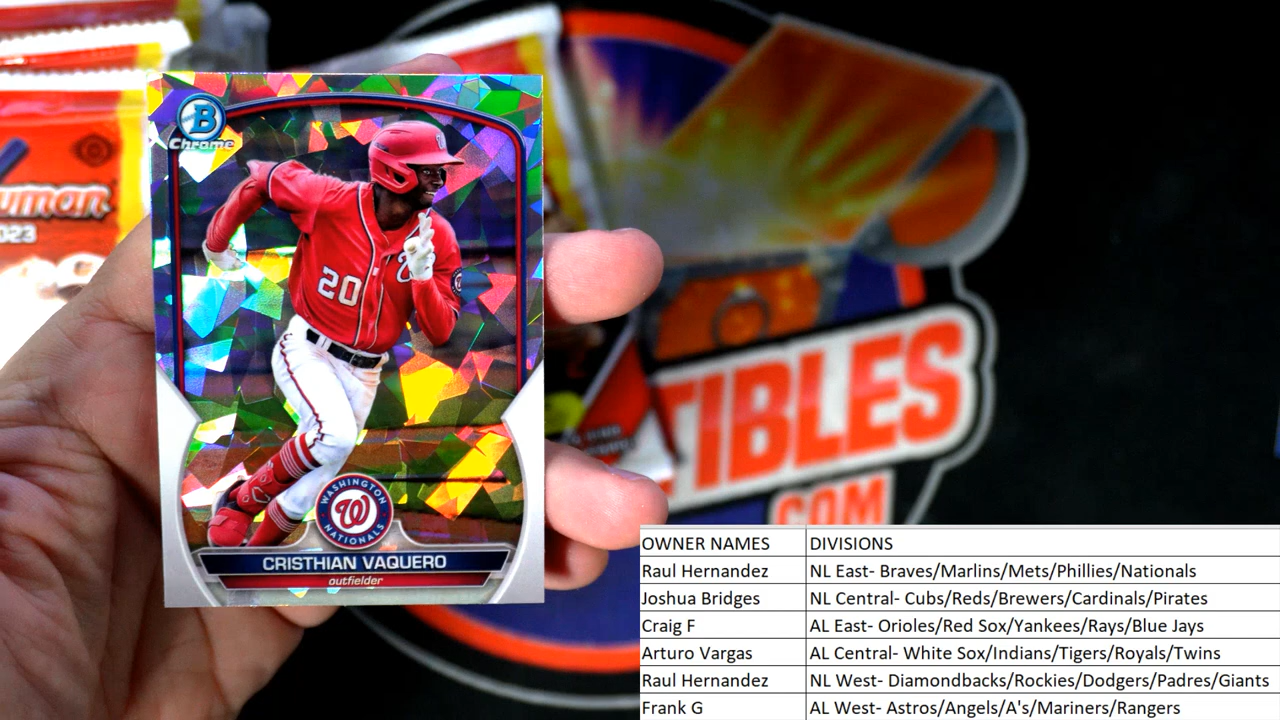 B
Chrome
20
WASHINGTON
NATIONALS
W
CRISTHIAN VAQUERO
outfielder
2023
TIBLES
.COM
OWNER NAMES DIVISIONS
Raul Hernandez NL East- Braves/Marlins/Mets/Phillies/Nationals
Joshua Bridges NL Central- Cubs/Reds/Brewers/Cardinals/Pirates
Craig F AL East- Orioles/Red Sox/Yankees/Rays/Blue Jays
Arturo Vargas AL Central- White Sox/Indians/Tigers/Royals/Twins
Raul Hernandez NL West- Diamondbacks/Rockies/Dodgers/Padres/Giants
Frank G AL West- Astros/Angels/A's/Mariners/Rangers